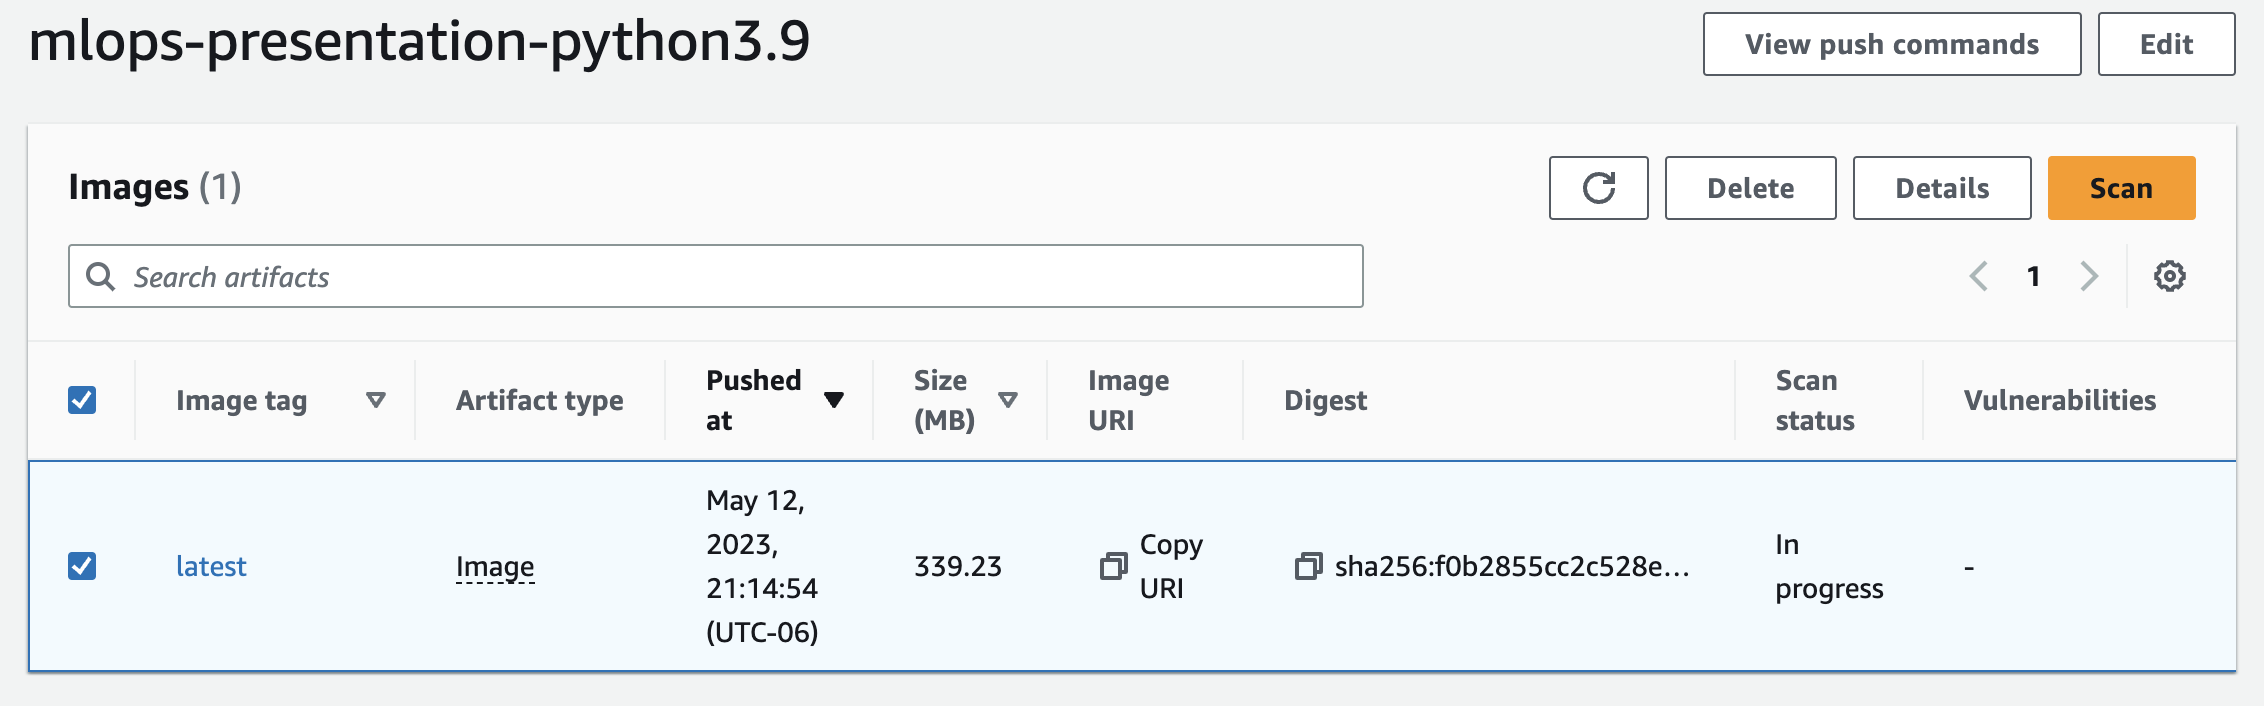 mlops-presentation-python3.9
View push commands
Edit
Images (1)
Delete
Details
Scan
Search artifacts
1
Image tag
Artifact type
Pushed
at
Size
(MB)
Image
URI
Digest
Scan
status
Vulnerabilities
latest
Image
May 12,
2023,
21:14:54
(UTC-06)
339.23
Copy
URI
sha256:f0b2855cc2c528e...
In
progress
-